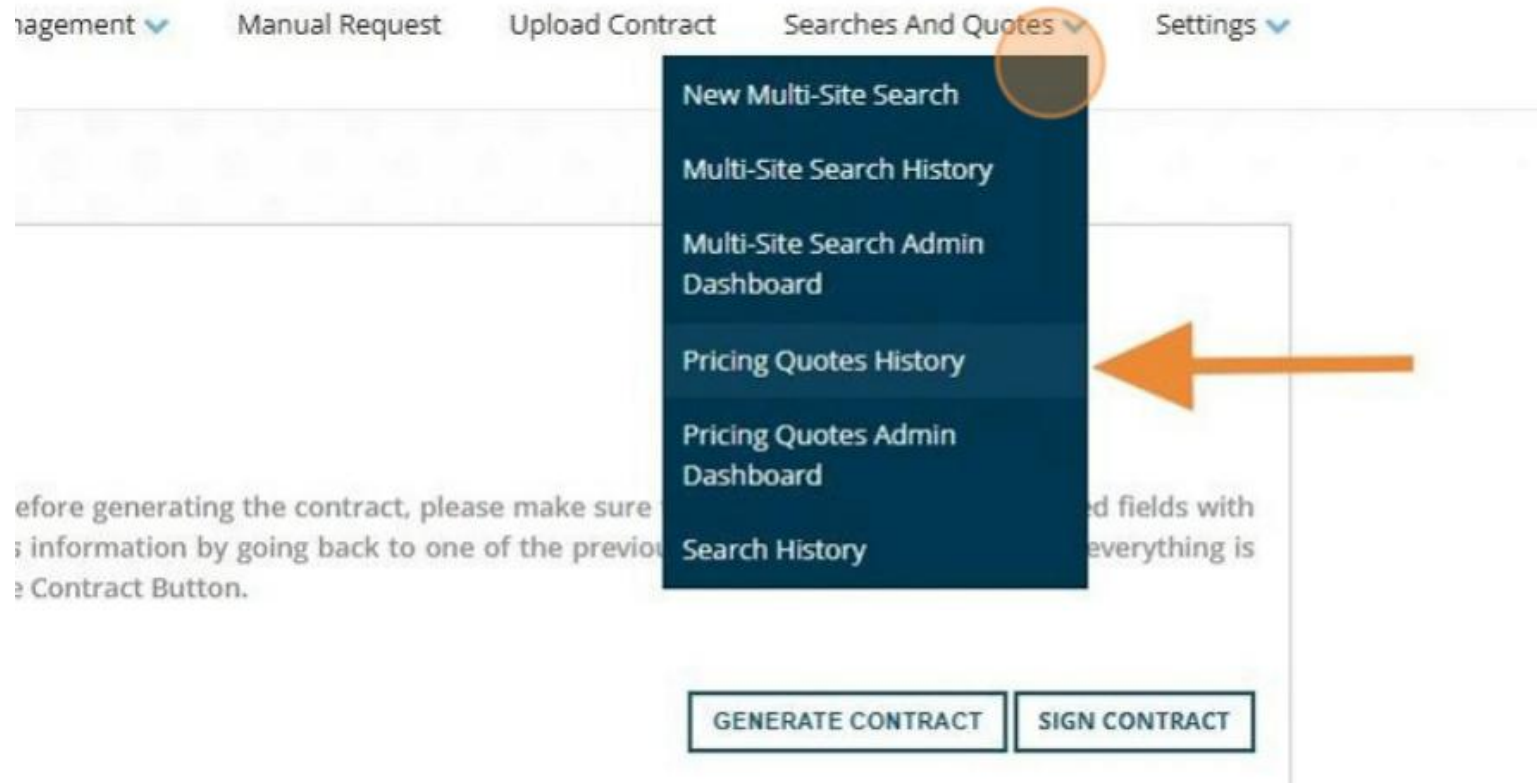 Manual Request Upload Contract Searches And Quotes Settings
New Multi-Site Search
Multi-Site Search History
Multi-Site Search Admin
Dashboard
Pricing Quotes History
Pricing Quotes Admin
Dashboard
Search History
efore generating the contract, please make sure ed fields with
information by going back to one of the everything is
Contract Button.
GENERATE CONTRACT SIGN CONTRACT